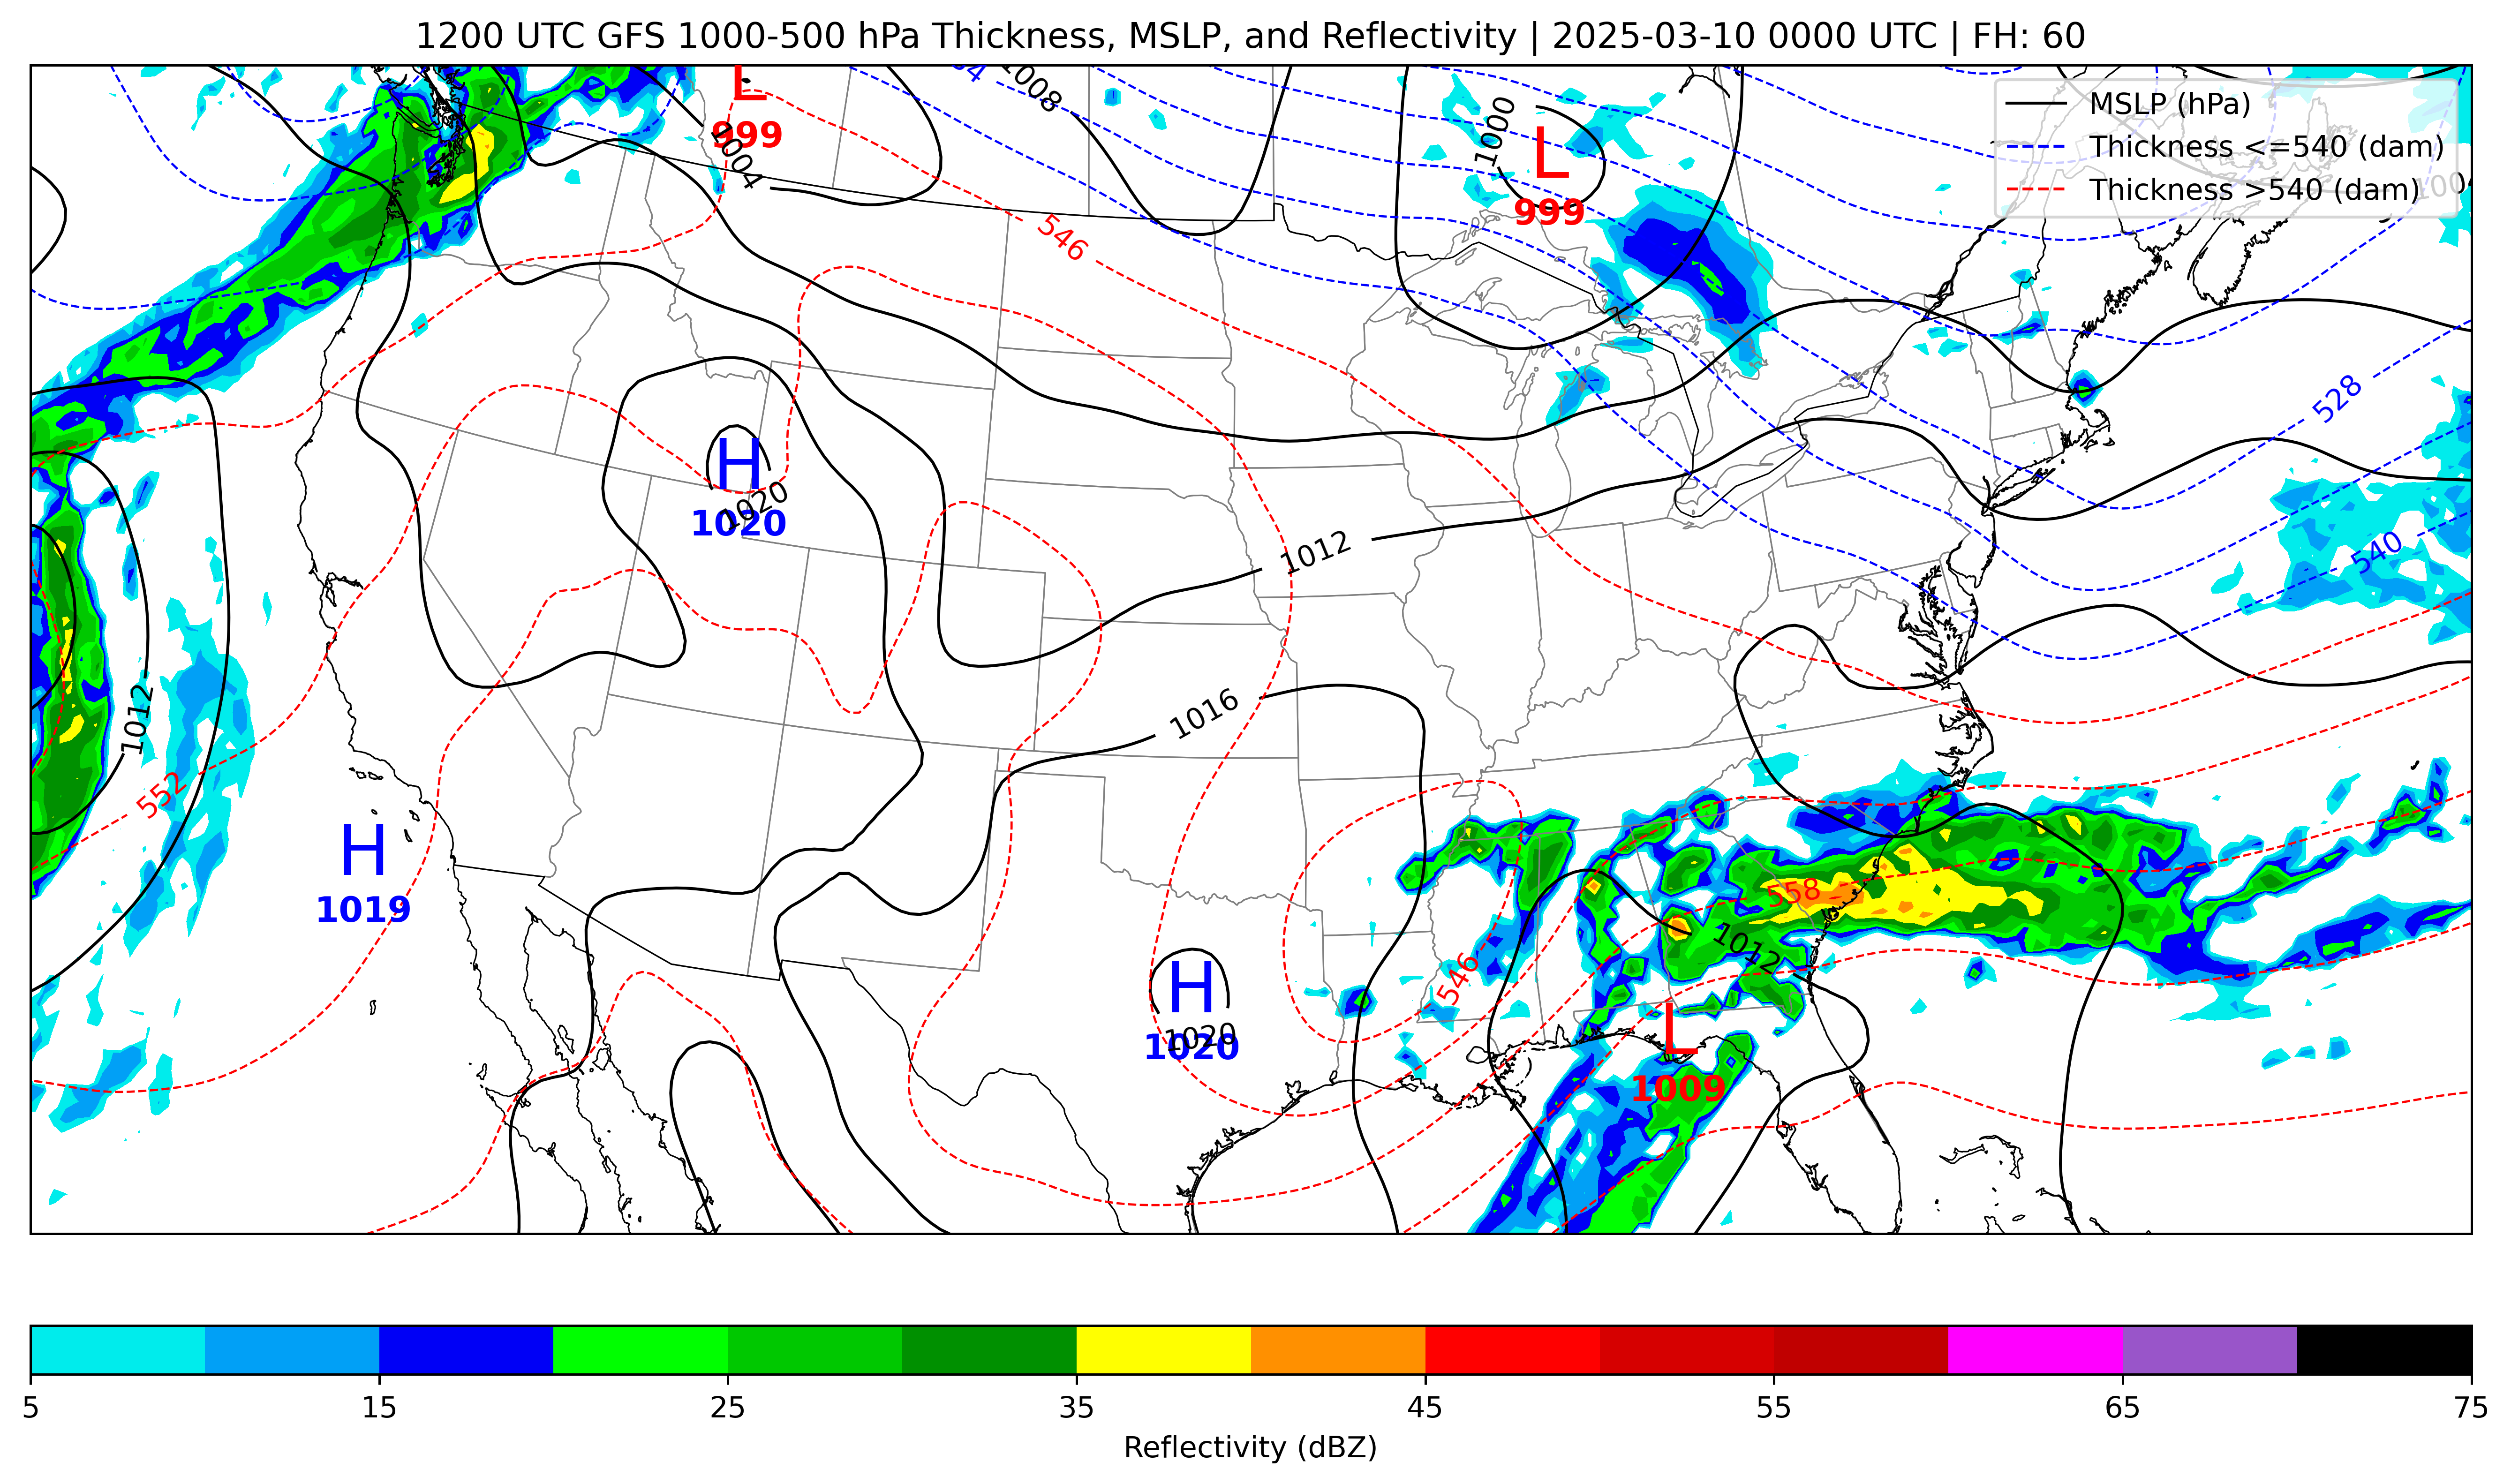 1200 UTC GFS 1000-500 hPa Thickness, MSLP, and Reflectivity | 2025-03-10 0000 UTC | FH: 60
MSLP (hPa)
Thickness <=540 (dam)
Thickness >540 (dam)
1008
L
999
1004
1000
L
999
1004
546
528
H
1020
1020
1012
540
1016
1012
552
H
1019
558
1012
546
H
1020
1020
L
1009
5
15
25
35
45
55
65
75
Reflectivity (dBZ)